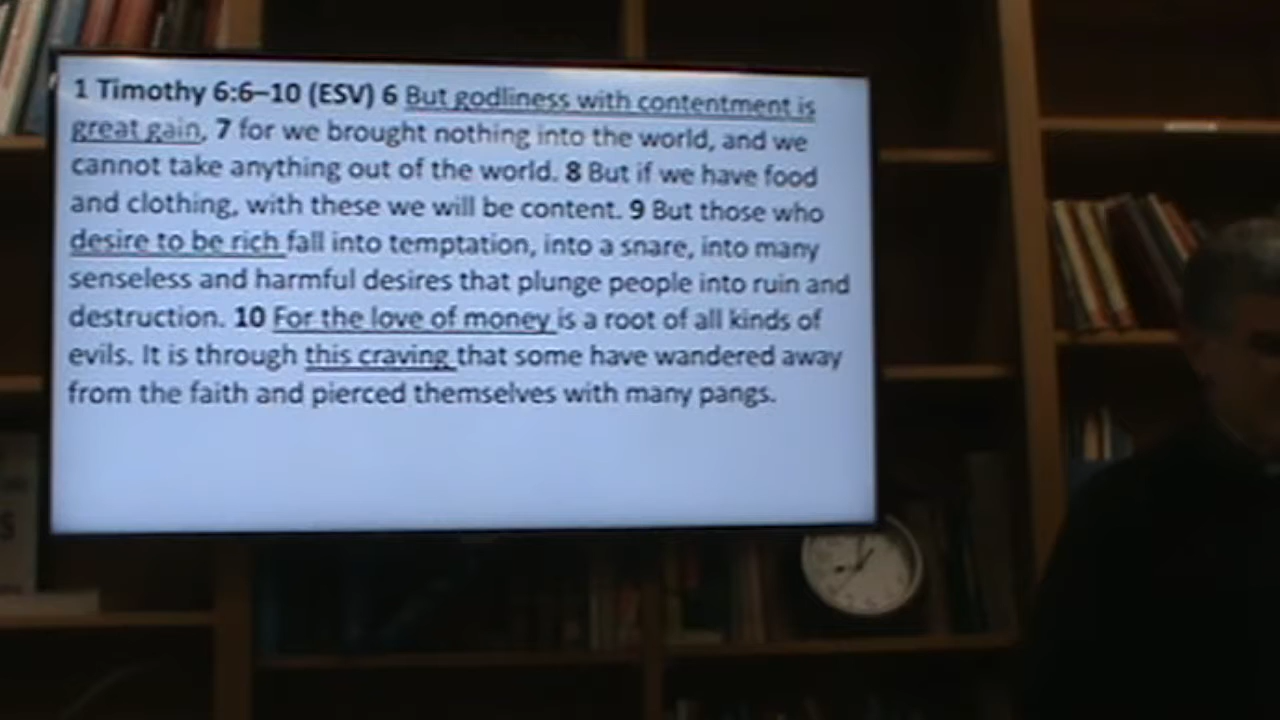 1 Timothy 6:6–10 (ESV) 6 But godliness with contentment is
great gain, 7 for we brought nothing into the world, and we
cannot take anything out of the world. 8 But if we have food
and clothing, with these we will be content. 9 But those who
desire to be rich fall into temptation, into a snare, into many
senseless and harmful desires that plunge people into ruin and
destruction. 10 For the love of money is a root of all kinds of
evils. It is through this craving that some have wandered away
from the faith and pierced themselves with many pangs.